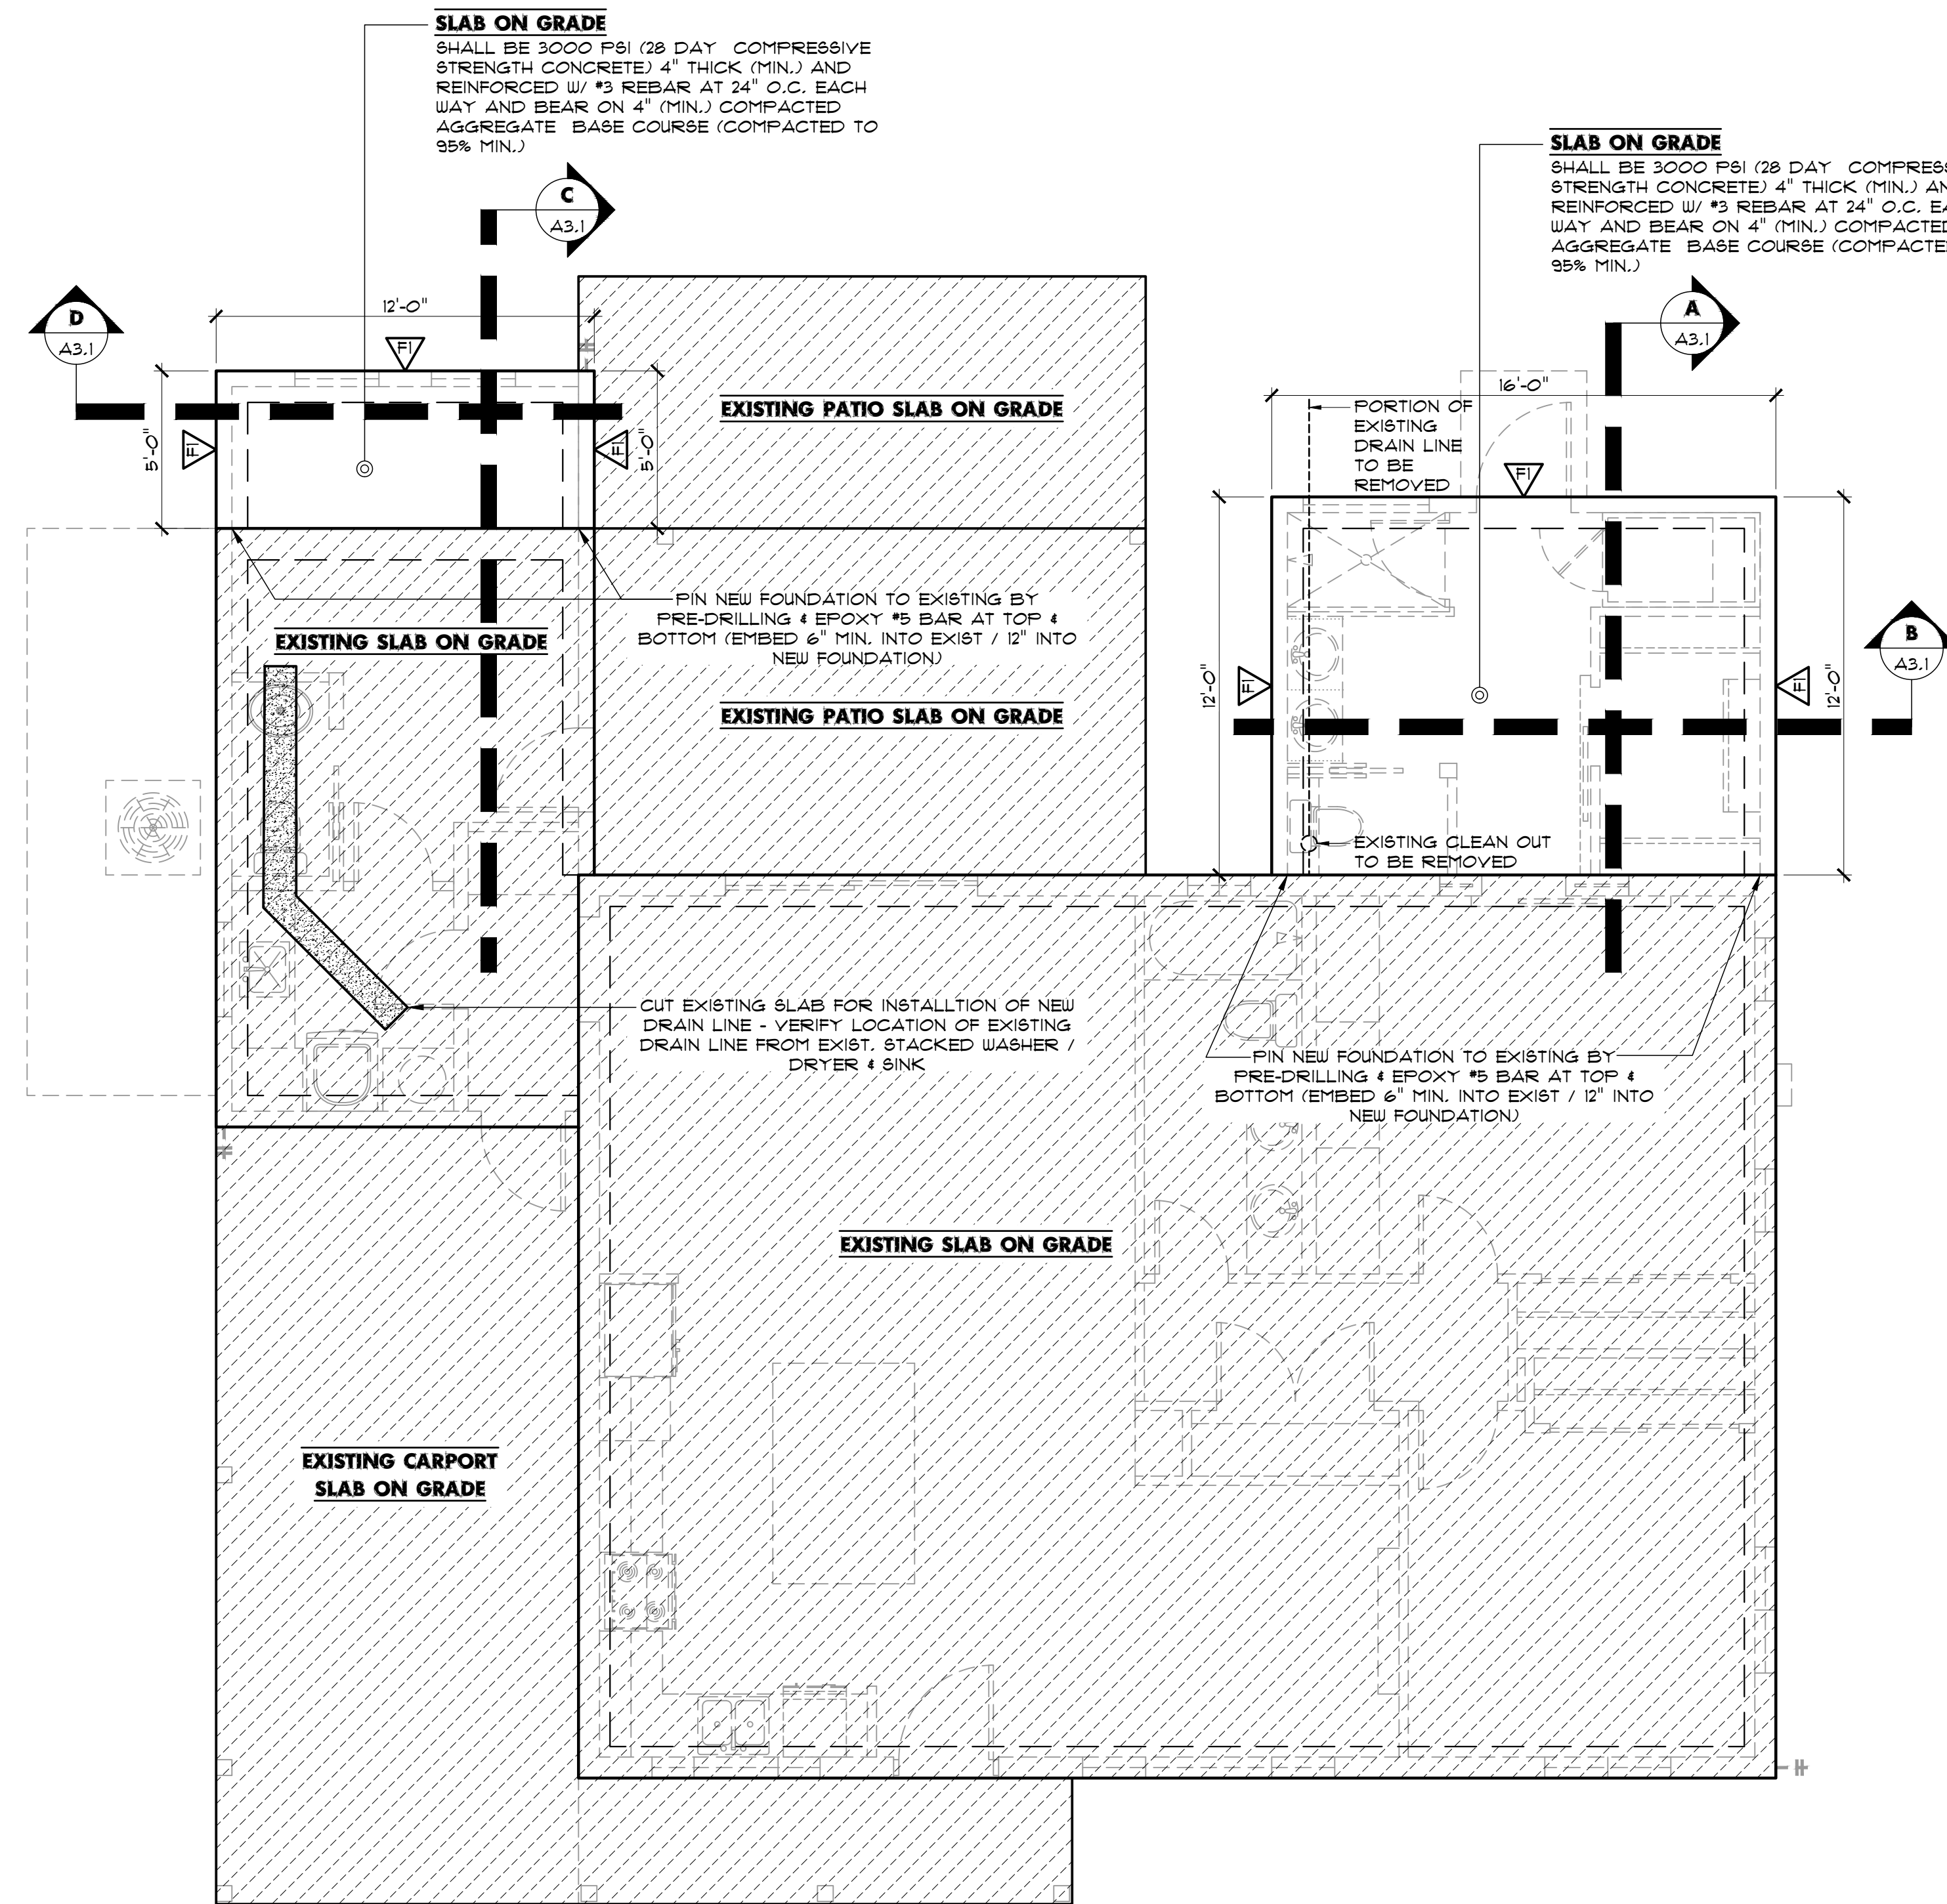 SLAB ON GRADE
SHALL BE 3000 PSI (28 DAY COMPRESSIVE
STRENGTH CONCRETE) 4" THICK (MIN.) AND
REINFORCED W/ #3 REBAR AT 24" O.C. EACH
WAY AND BEAR ON 4" (MIN.) COMPACTED
AGGREGATE BASE COURSE (COMPACTED TO
95% MIN.)
SLAB ON GRADE
SHALL BE 3000 PSI (28 DAY COMPRESS
STRENGTH CONCRETE) 4" THICK (MIN.) AN
REINFORCED W/ #3 REBAR AT 24" O.C. EA
WAY AND BEAR ON 4" (MIN.) COMPACTED
AGGREGATE BASE COURSE (COMPACTE
95% MIN.)
C
A3.1
D
A3.1
A
A3.1
B
A3.1
12'-0"
F1
5'-0"
F1
F1
5'-0"
EXISTING PATIO SLAB ON GRADE
16'-0"
PORTION OF
EXISTING
DRAIN LINE
TO BE
REMOVED
F1
12'-0"
F1
F1
12'-0"
PIN NEW FOUNDATION TO EXISTING BY
PRE-DRILLING & EPOXY #5 BAR AT TOP &
BOTTOM (EMBED 6" MIN. INTO EXIST / 12" INTO
NEW FOUNDATION)
EXISTING SLAB ON GRADE
EXISTING PATIO SLAB ON GRADE
EXISTING CLEAN OUT
TO BE REMOVED
CUT EXISTING SLAB FOR INSTALLTION OF NEW
DRAIN LINE - VERIFY LOCATION OF EXISTING
DRAIN LINE FROM EXIST. STACKED WASHER /
DRYER & SINK
PIN NEW FOUNDATION TO EXISTING BY
PRE-DRILLING & EPOXY #5 BAR AT TOP &
BOTTOM (EMBED 6" MIN. INTO EXIST / 12" INTO
NEW FOUNDATION)
EXISTING SLAB ON GRADE
EXISTING CARPORT
SLAB ON GRADE